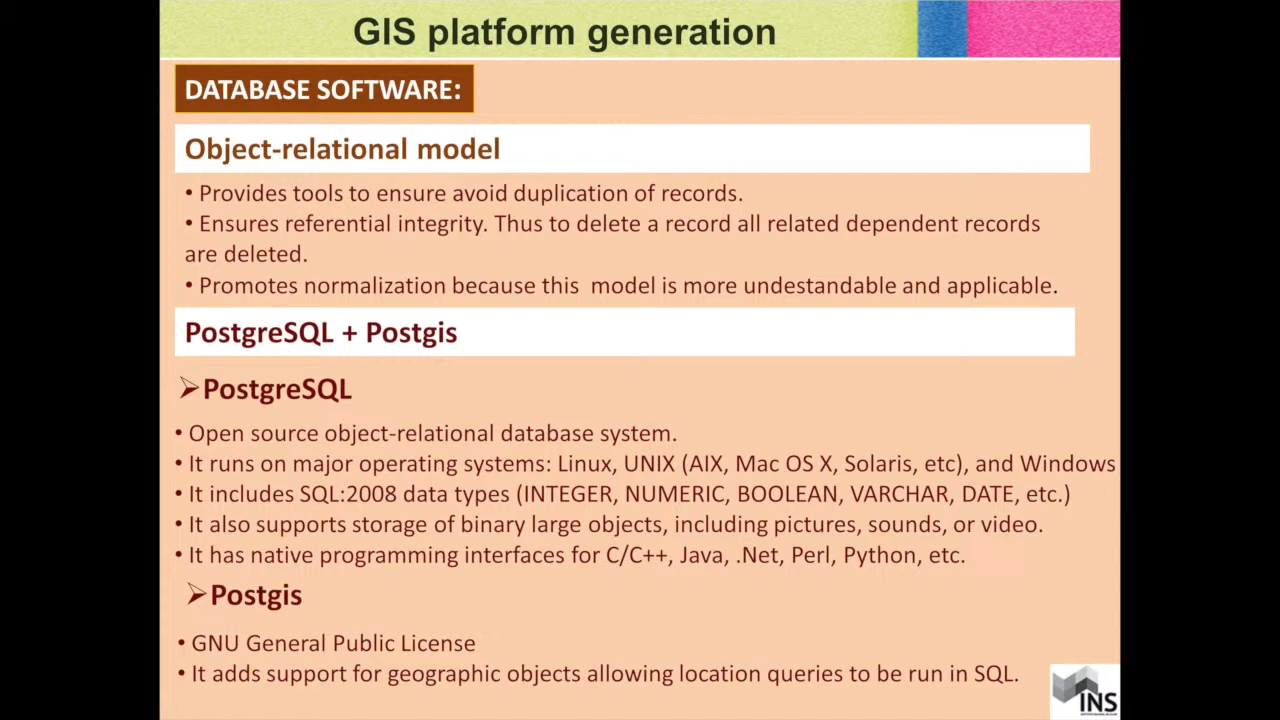 GIS platform generation
DATABASE SOFTWARE:
Object-relational model
• Provides tools to ensure avoid duplication of records.
• Ensures referential integrity. Thus to delete a record all related dependent records
are deleted.
• Promotes normalization because this  model is more undestandable and applicable.
PostgreSQL + Postgis
➢PostgreSQL
• Open source object-relational database system.
• It runs on major operating systems: Linux, UNIX (AIX, Mac OS X, Solaris, etc), and Windows
• It includes SQL:2008 data types (INTEGER, NUMERIC, BOOLEAN, VARCHAR, DATE, etc.)
• It also supports storage of binary large objects, including pictures, sounds, or video.
• It has native programming interfaces for C/C++, Java, .Net, Perl, Python, etc.
➢Postgis
• GNU General Public License
• It adds support for geographic objects allowing location queries to be run in SQL.
INS